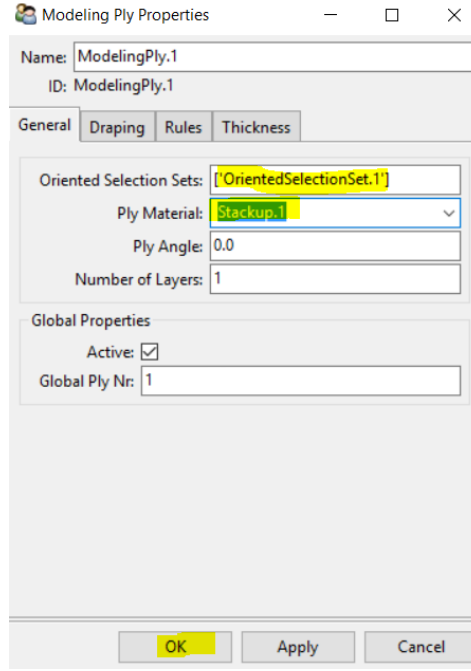 Modeling Ply Properties
Name: ModelingPly.1
ID: ModelingPly.1
General Draping Rules Thickness
Oriented Selection Sets: ['OrientedSelectionSet.1']
Ply Material: Stackup.1
Ply Angle: 0.0
Number of Layers: 1
Global Properties
Active:
Global Ply Nr: 1
OK Apply Cancel